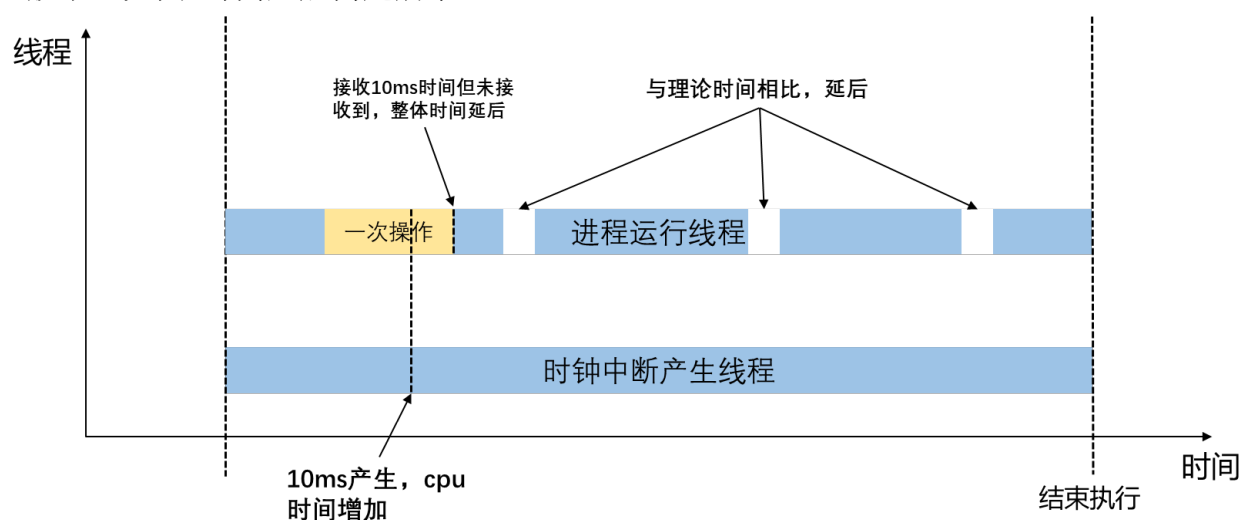 线程
接收10ms时间但未接
收到，整体时间延后
与理论时间相比，延后
一次操作
进程运行线程
时钟中断产生线程
10ms产生，cpu
时间增加
时间
结束执行